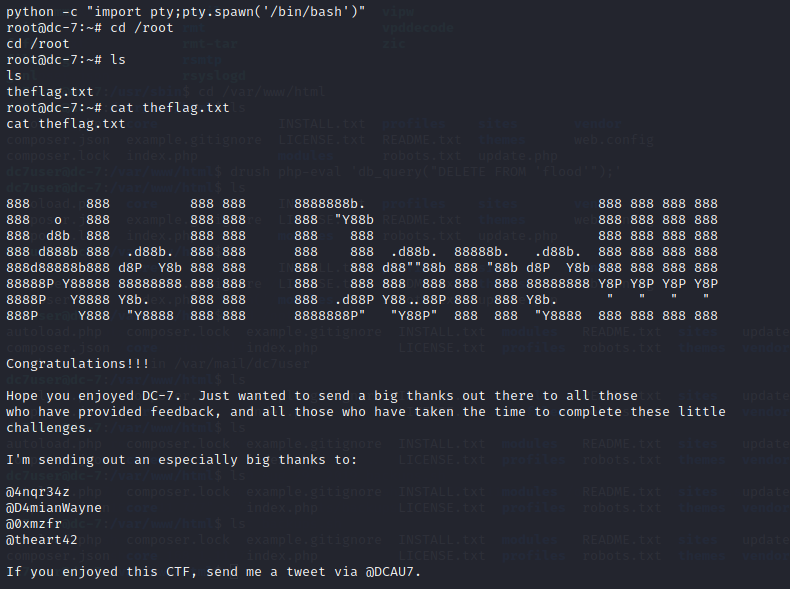 python -c "import pty;pty.spawn('/bin/bash')"
root@dc-7:~# cd /root
cd /root
root@dc-7:~# ls
ls
theflag.txt
root@dc-7:~# cat theflag.txt
cat theflag.txt
888       888          888 888      8888888b.                             888 888 888 888
888   o   888          888 888      888  "Y88b                            888 888 888 888
888  d8b  888          888 888      888    888                            888 888 888 888
888 d888b 888  .d88b.  888 888      888    888  .d88b.  88888b.   .d88b.  888 888 888 888
888d88888b888 d8P  Y8b 888 888      888    888 d88""88b 888 "88b d8P  Y8b 888 888 888 888
88888P Y88888 88888888 888 888      888    888 888  888 888  888 88888888 Y8P Y8P Y8P Y8P
8888P   Y8888 Y8b.     888 888      888  .d88P Y88..88P 888  888 Y8b.      "   "   "   "
888P     Y888  "Y8888  888 888      8888888P"   "Y88P"  888  888  "Y8888  888 888 888 888
Congratulations!!!
Hope you enjoyed DC-7.  Just wanted to send a big thanks out there to all those
who have provided feedback, and all those who have taken the time to complete these little
challenges.
I'm sending out an especially big thanks to:
@4nqr34z
@D4mianWayne
@0xmzfr
@theart42
If you enjoyed this CTF, send me a tweet via @DCAU7.